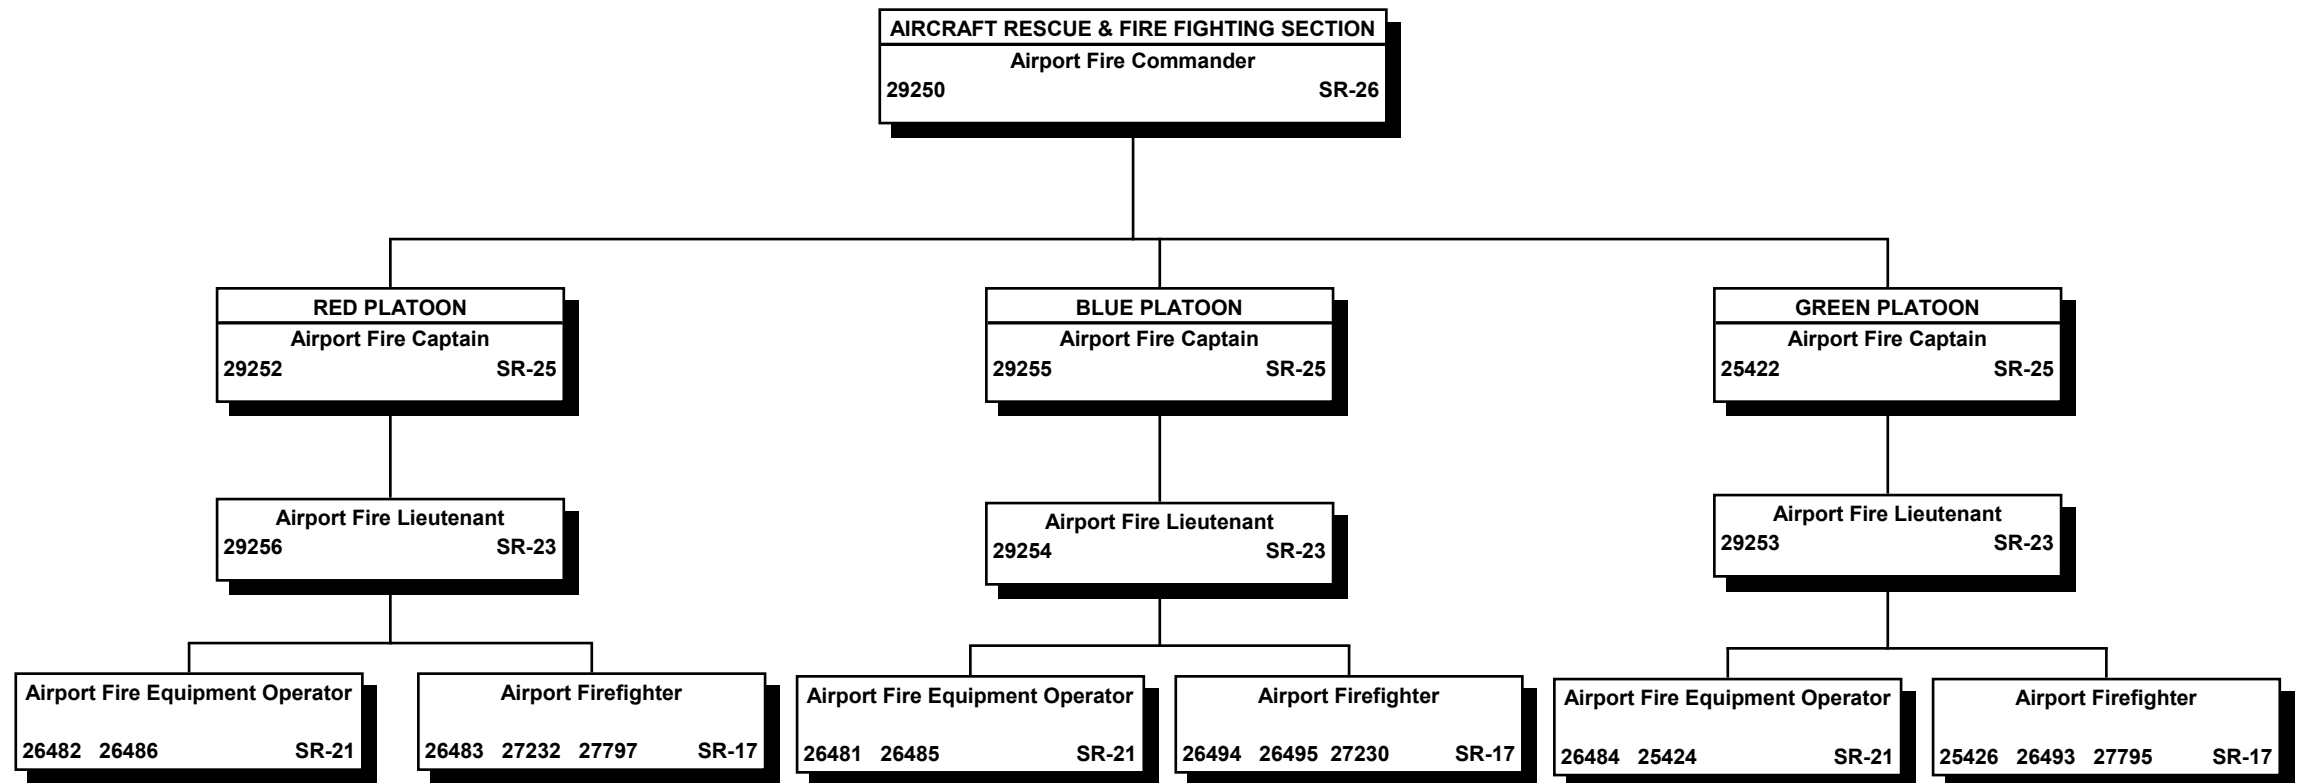 AIRCRAFT RESCUE & FIRE FIGHTING SECTION
Airport Fire Commander
29250 SR-26
RED PLATOON
Airport Fire Captain
29252 SR-25
BLUE PLATOON
Airport Fire Captain
29255 SR-25
GREEN PLATOON
Airport Fire Captain
25422 SR-25
Airport Fire Lieutenant
29256 SR-23
Airport Fire Lieutenant
29254 SR-23
Airport Fire Lieutenant
29253 SR-23
Airport Fire Equipment Operator
26482 26486 SR-21
Airport Firefighter
26483 27232 27797 SR-17
Airport Fire Equipment Operator
26481 26485 SR-21
Airport Firefighter
26494 26495 27230 SR-17
Airport Fire Equipment Operator
26484 25424 SR-21
Airport Firefighter
25426 26493 27795 SR-17